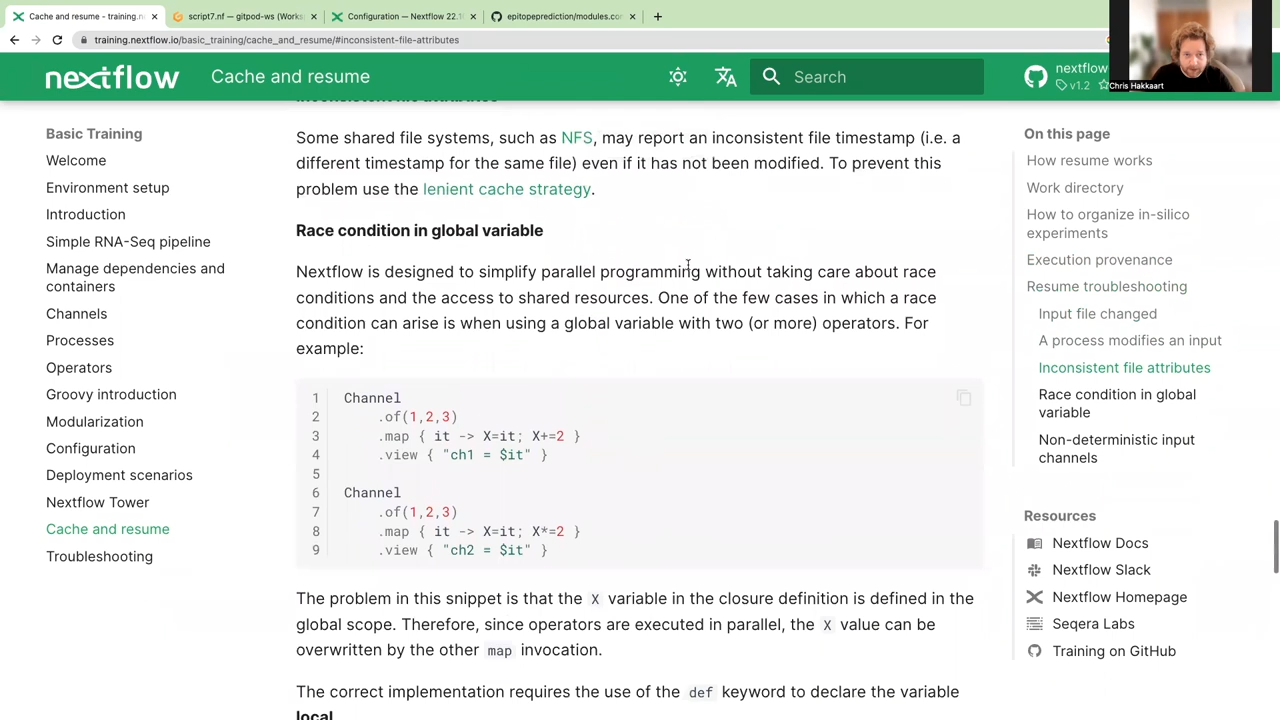 Cache and resume - training.n
script7.nf — gitpod-ws (Works
Configuration — Nextflow 22.1
epitopeprediction/modules.co
training.nextflow.io/basic_training/cache_and_resume/#inconsistent-file-attributes
nextflow
Cache and resume
Search
nextflow
v1.2
Chris Hakkaart
Basic Training
Welcome
Environment setup
Introduction
Simple RNA-Seq pipeline
Manage dependencies and
containers
Channels
Processes
Operators
Groovy introduction
Modularization
Configuration
Deployment scenarios
Nextflow Tower
Cache and resume
Troubleshooting
Inconsistent file attributes
Some shared file systems, such as NFS, may report an inconsistent file timestamp (i.e. a
different timestamp for the same file) even if it has not been modified. To prevent this
problem use the lenient cache strategy.
Race condition in global variable
Nextflow is designed to simplify parallel programming without taking care about race
conditions and the access to shared resources. One of the few cases in which a race
condition can arise is when using a global variable with two (or more) operators. For
example:
1 Channel
2 .of(1,2,3)
3 .map { it -> X=it; X+=2 }
4 .view { "ch1 = $it" }
5
6 Channel
7 .of(1,2,3)
8 .map { it -> X=it; X*=2 }
9 .view { "ch2 = $it" }
The problem in this snippet is that the X variable in the closure definition is defined in the
global scope. Therefore, since operators are executed in parallel, the X value can be
overwritten by the other map invocation.
The correct implementation requires the use of the def keyword to declare the variable
local.
On this page
How resume works
Work directory
How to organize in-silico
experiments
Execution provenance
Resume troubleshooting
Input file changed
A process modifies an input
Inconsistent file attributes
Race condition in global
variable
Non-deterministic input
channels
Resources
Nextflow Docs
Nextflow Slack
Nextflow Homepage
Seqera Labs
Training on GitHub